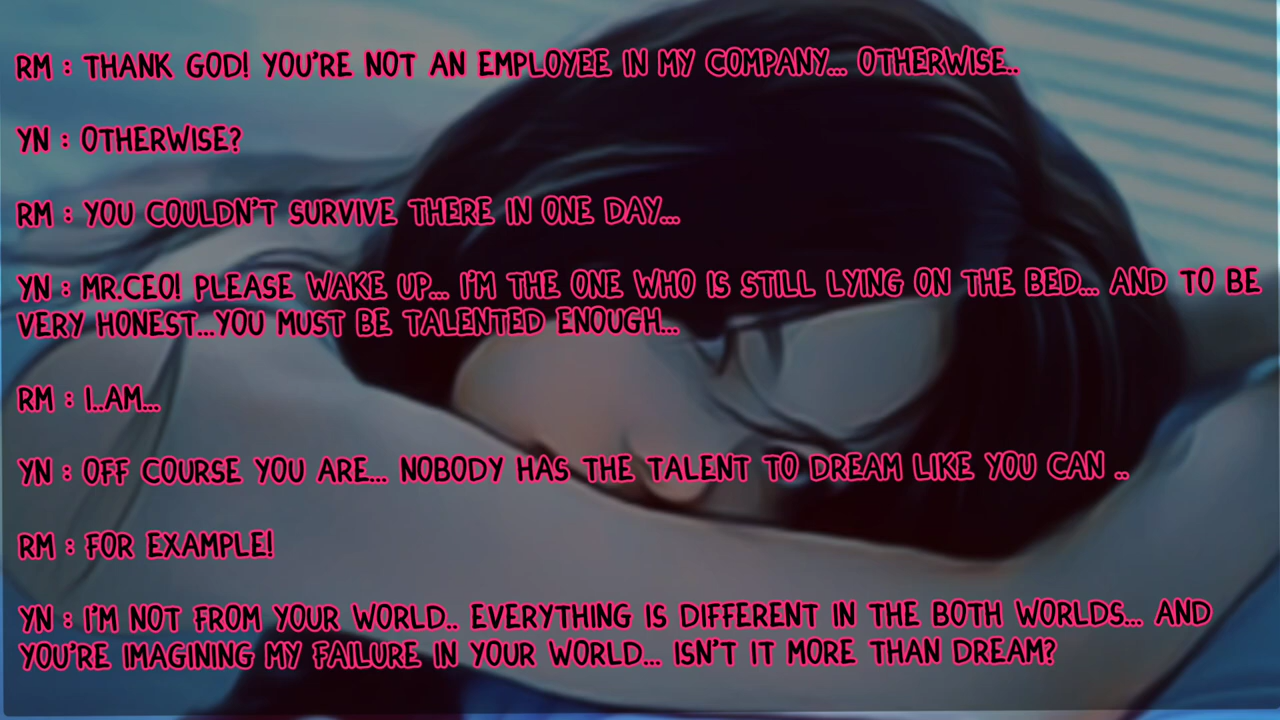 RM : THANK GOD! YOU'RE NOT AN EMPLOYEE IN MY COMPANY... OTHERWISE..
YN : OTHERWISE?
RM : YOU COULDN'T SURVIVE THERE IN ONE DAY...
YN : MR.CEO! PLEASE WAKE UP... I'M THE ONE WHO IS STILL LYING ON THE BED... AND TO BE
VERY HONEST...YOU MUST BE TALENTED ENOUGH...
RM : I..AM...
YN : OFF COURSE YOU ARE... NOBODY HAS THE TALENT TO DREAM LIKE YOU CAN ..
RM : FOR EXAMPLE!
YN : I'M NOT FROM YOUR WORLD.. EVERYTHING IS DIFFERENT IN THE BOTH WORLDS... AND
YOU'RE IMAGINING MY FAILURE IN YOUR WORLD... ISN'T IT MORE THAN DREAM?